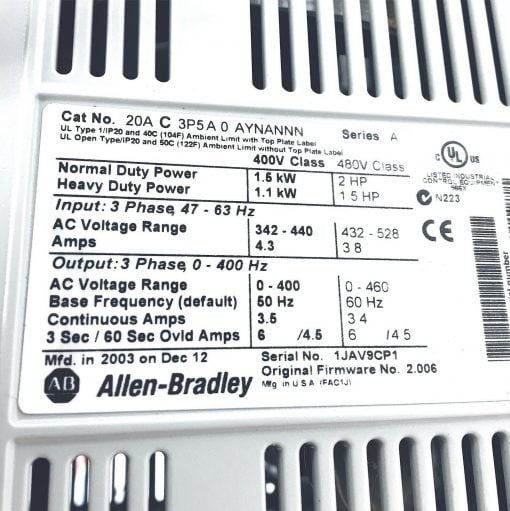 Cat No. 20A C 3P5 A 0 AYNANNN Series A
UL Type 1/IP20 and 40C (104F) Ambient Limit with Top Plate Label
UL Open Type/IP20 and 50C (122F) Ambient Limit without Top Plate Label
400V Class 480V Class
Normal Duty Power 1.5 kW 2 HP
Heavy Duty Power 1.1 kW 1 5 HP
Input: 3 Phase, 47 - 63 Hz
AC Voltage Range 342 - 440 432 - 528
Amps 4.3 3 8
Output: 3 Phase, 0 - 400 Hz
AC Voltage Range 0 - 400 0 - 460
Base Frequency (default) 50 Hz 60 Hz
Continuous Amps 3.5 3 4
3 Sec / 60 Sec Ovld Amps 6 /4.5 6 /4 5
Mfd. in 2003 on Dec 12 Serial No. 1JAV9CP1
Original Firmware No. 2.006
AB Allen-Bradley Mfg in U S A (FAC1J)
C UL US
LISTED INDUSTRIAL
CONTROL EQUIPMENT
966X
N223
CE